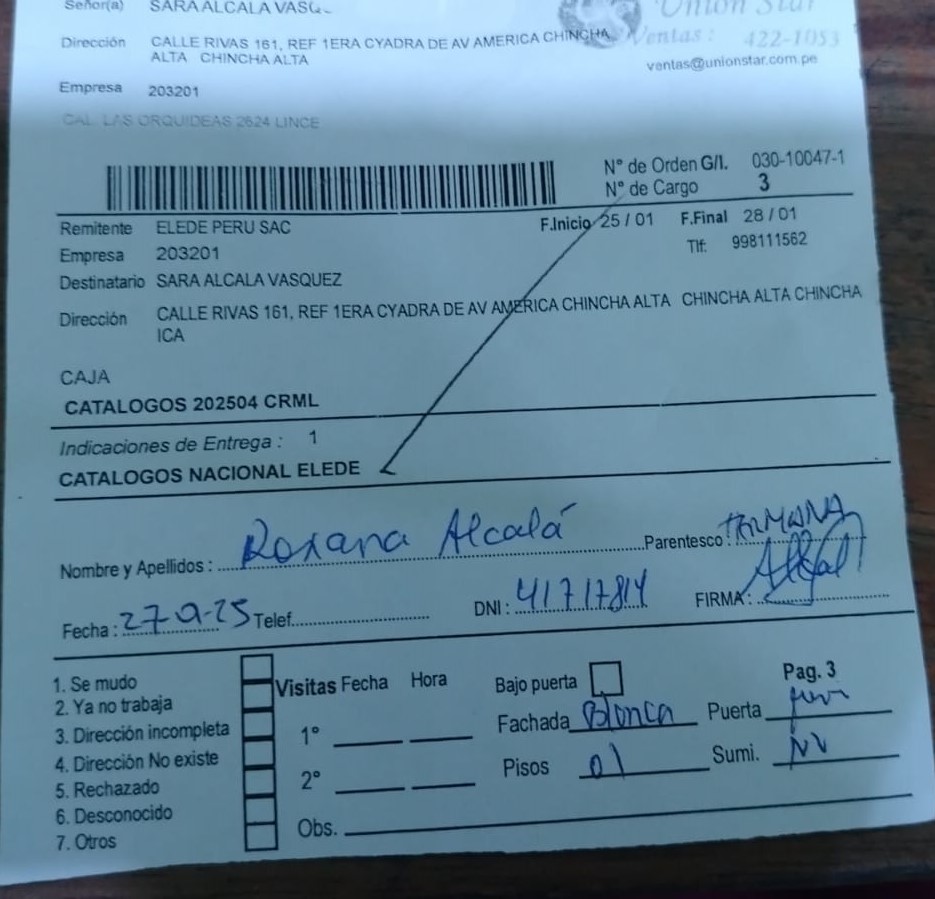 Señor(a) SARA ALCALA VASQ
Union Star
Dirección CALLE RIVAS 161, REF 1ERA CYADRA DE AV AMERICA CHINCHA
ALTA CHINCHA ALTA
Ventas: 422-1053
ventas@unionstar.com.pe
Empresa 203201
CAL. LAS ORQUIDEAS 2624 LINCE
N° de Orden G/I. 030-10047-1
N° de Cargo 3
Remitente ELEDE PERU SAC
F.Inicio 25 / 01 F.Final 28 / 01
Empresa 203201
Tlf: 998111562
Destinatario SARA ALCALA VASQUEZ
Dirección CALLE RIVAS 161, REF 1ERA CYADRA DE AV AMERICA CHINCHA ALTA CHINCHA ALTA CHINCHA
ICA
CAJA
CATALOGOS 202504 CRML
Indicaciones de Entrega : 1
CATALOGOS NACIONAL ELEDE
Nombre y Apellidos : Roxana Alcalá Parentesco :
Fecha : 27- -25 Telef. DNI : 41717814 FIRMA:
1. Se mudo
2. Ya no trabaja
3. Dirección incompleta
4. Dirección No existe
5. Rechazado
6. Desconocido
7. Otros
Visitas Fecha Hora
1°
2°
Obs.
Bajo puerta
Pag. 3
Fachada Blanca Puerta
Pisos 01 Sumi.